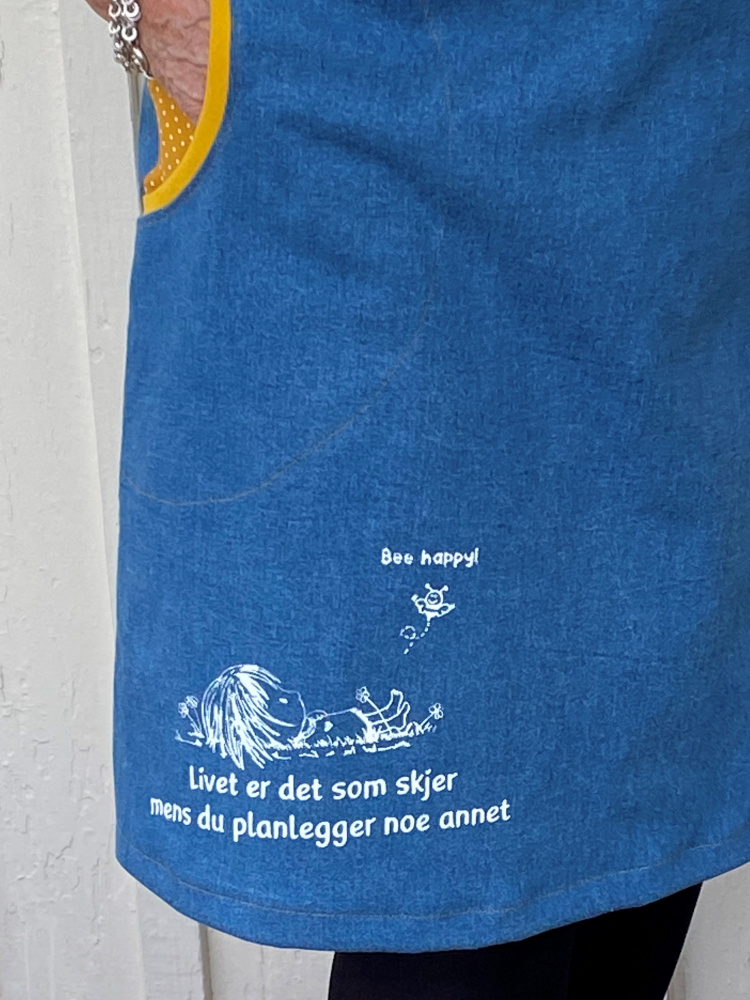 Bee happy!
Livet er det som skjer
mens du planlegger noe annet